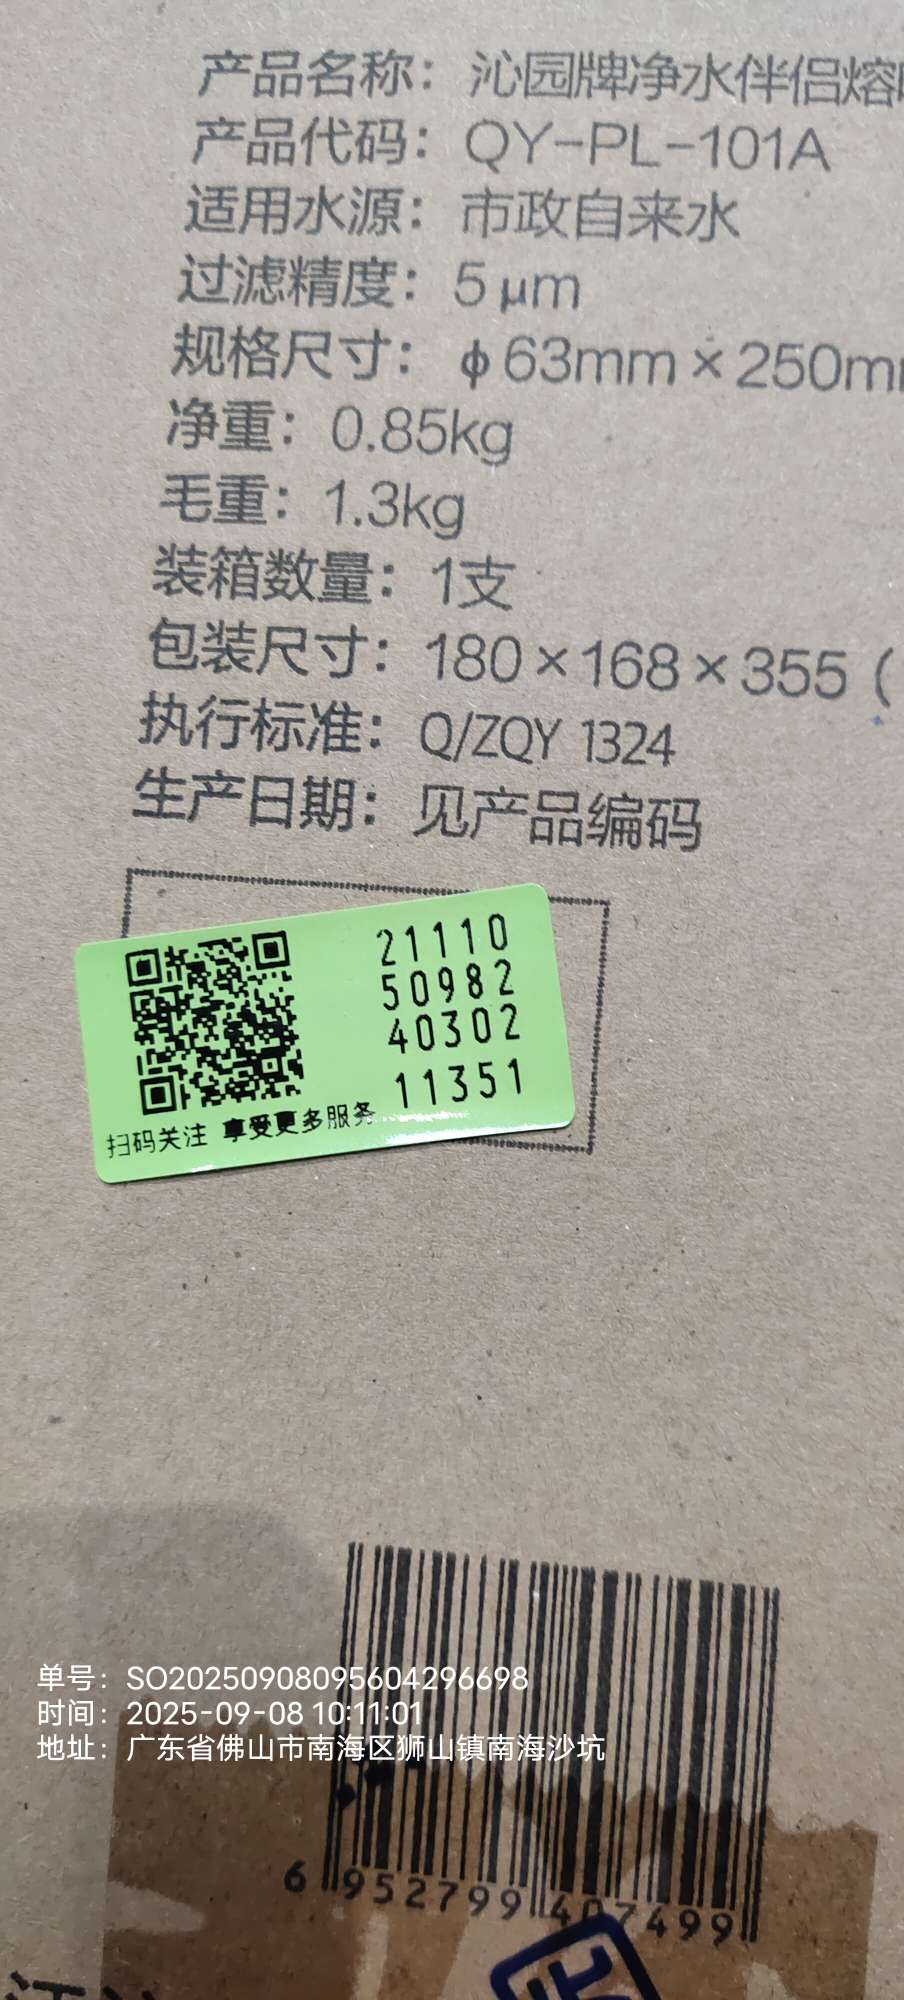 产品名称：沁园牌净水伴侣熔
产品代码：QY-PL-101A
适用水源：市政自来水
过滤精度：5μm
规格尺寸：ϕ63mm×250m
净重：0.85kg
毛重：1.3kg
装箱数量：1支
包装尺寸：180×168×355（
执行标准：Q/ZQY 1324
生产日期：见产品编码
21110
50982
40302
11351
扫码关注 享受更多服务
单号：SO20250908095604296698
时间：2025-09-08 10:11:01
地址：广东省佛山市南海区狮山镇南海沙坑
6 952799 407499